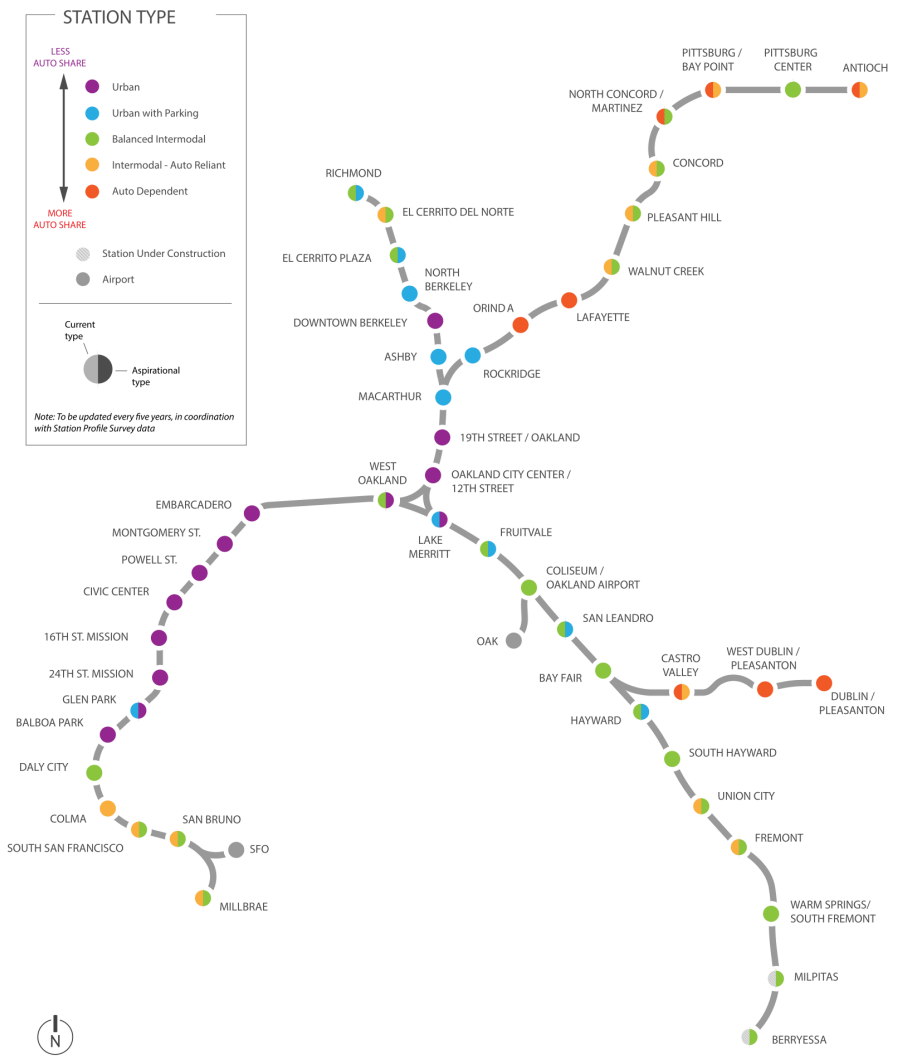 STATION TYPE
LESS
AUTO SHARE
Urban
Urban with Parking
Balanced Intermodal
Intermodal - Auto Reliant
Auto Dependent
MORE
AUTO SHARE
Station Under Construction
Airport
Current
type
Aspirational
type
Note: To be updated every five years, in coordination
with Station Profile Survey data
PITTSBURG /
BAY POINT
PITTSBURG
CENTER
ANTIOCH
NORTH CONCORD /
MARTINEZ
CONCORD
PLEASANT HILL
WALNUT CREEK
LAFAYETTE
ORIND A
ROCKRIDGE
RICHMOND
EL CERRITO DEL NORTE
EL CERRITO PLAZA
NORTH
BERKELEY
DOWNTOWN BERKELEY
ASHBY
MACARTHUR
19TH STREET / OAKLAND
OAKLAND CITY CENTER /
12TH STREET
WEST
OAKLAND
LAKE
MERRITT
EMBARCADERO
MONTGOMERY ST.
POWELL ST.
CIVIC CENTER
16TH ST. MISSION
24TH ST. MISSION
GLEN PARK
BALBOA PARK
DALY CITY
COLMA
SOUTH SAN FRANCISCO
SAN BRUNO
SFO
MILLBRAE
FRUITVALE
COLISEUM /
OAKLAND AIRPORT
OAK
SAN LEANDRO
BAY FAIR
CASTRO
VALLEY
WEST DUBLIN /
PLEASANTON
DUBLIN /
PLEASANTON
HAYWARD
SOUTH HAYWARD
UNION CITY
FREMONT
WARM SPRINGS/
SOUTH FREMONT
MILPITAS
BERRYESSA
N